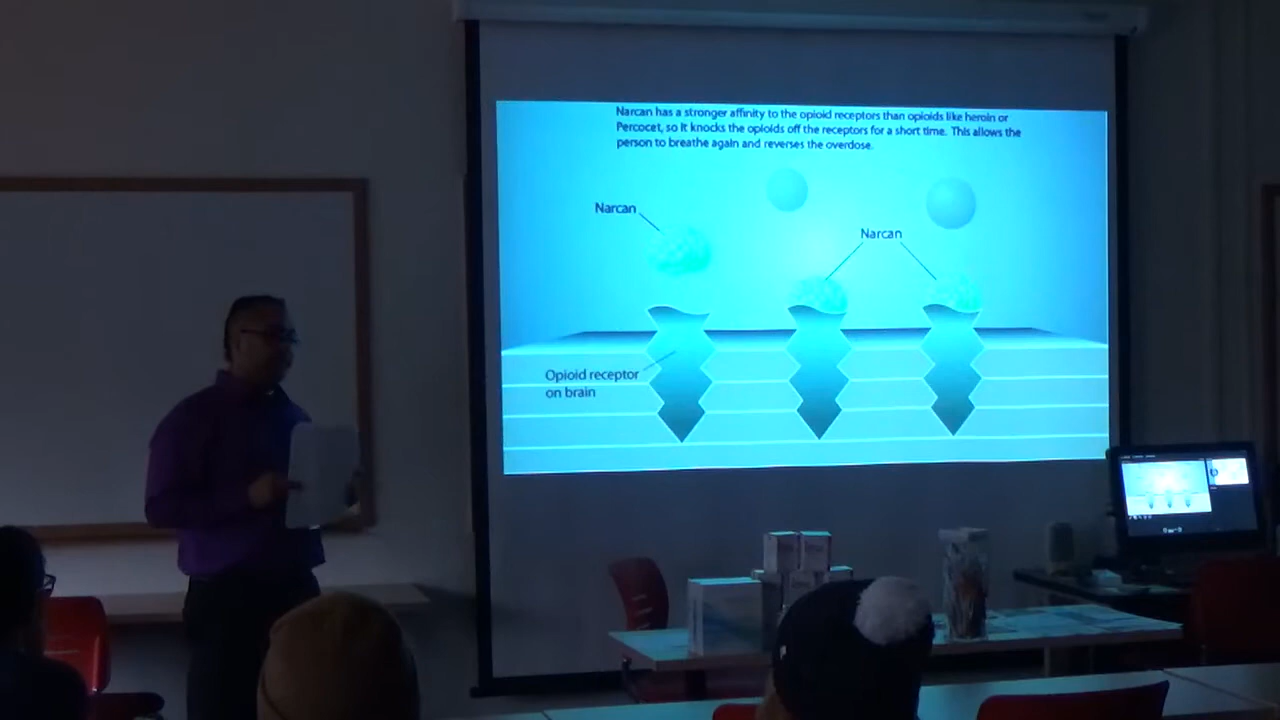 Narcan has a stronger affinity to the opioid receptors than opioids like heroin or
Percocet, so it knocks the opioids off the receptors for a short time. This allows the
person to breathe again and reverses the overdose.
Narcan
Narcan
Opioid receptor
on brain